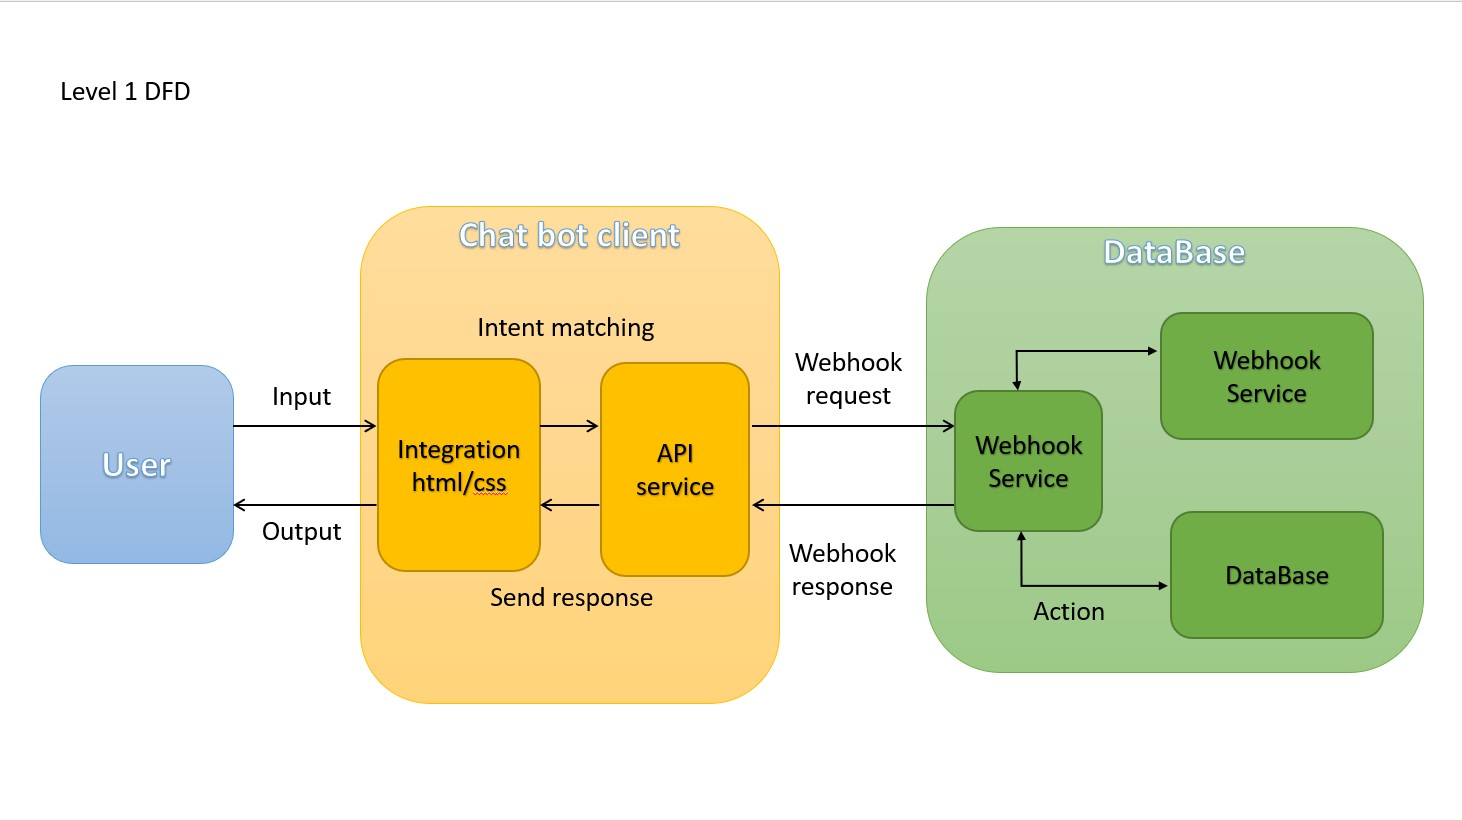 Level 1 DFD
Chat bot client
DataBase
Intent matching
Webhook
request
Webhook
Service
Input
Integration
html/css
API
service
Webhook
Service
User
Output
Webhook
response
Send response
DataBase
Action